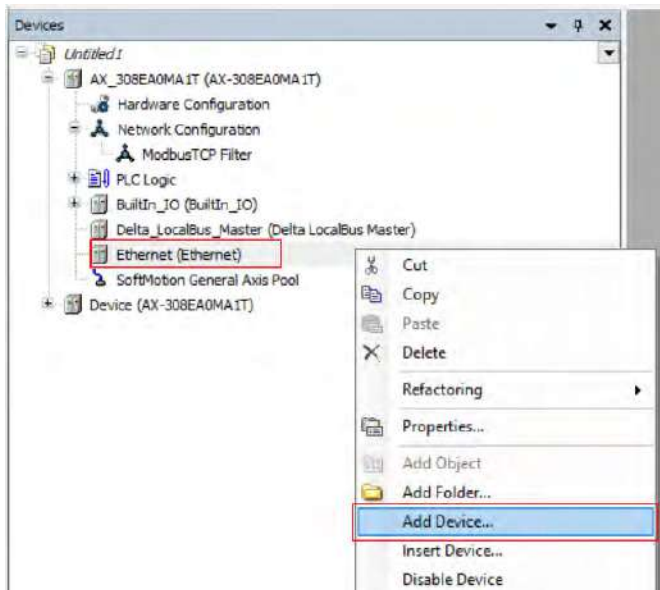 Devices
Untitled1
AX_308EA0MA1T (AX-308EA0MA1T)
Hardware Configuration
Network Configuration
ModbusTCP Filter
PLC Logic
BuiltIn_IO (BuiltIn_IO)
Delta_LocalBus_Master (Delta LocalBus Master)
Ethernet (Ethernet)
SoftMotion General Axis Pool
Device (AX-308EA0MA1T)
Cut
Copy
Paste
Delete
Refactoring
Properties...
Add Object
Add Folder...
Add Device...
Insert Device...
Disable Device